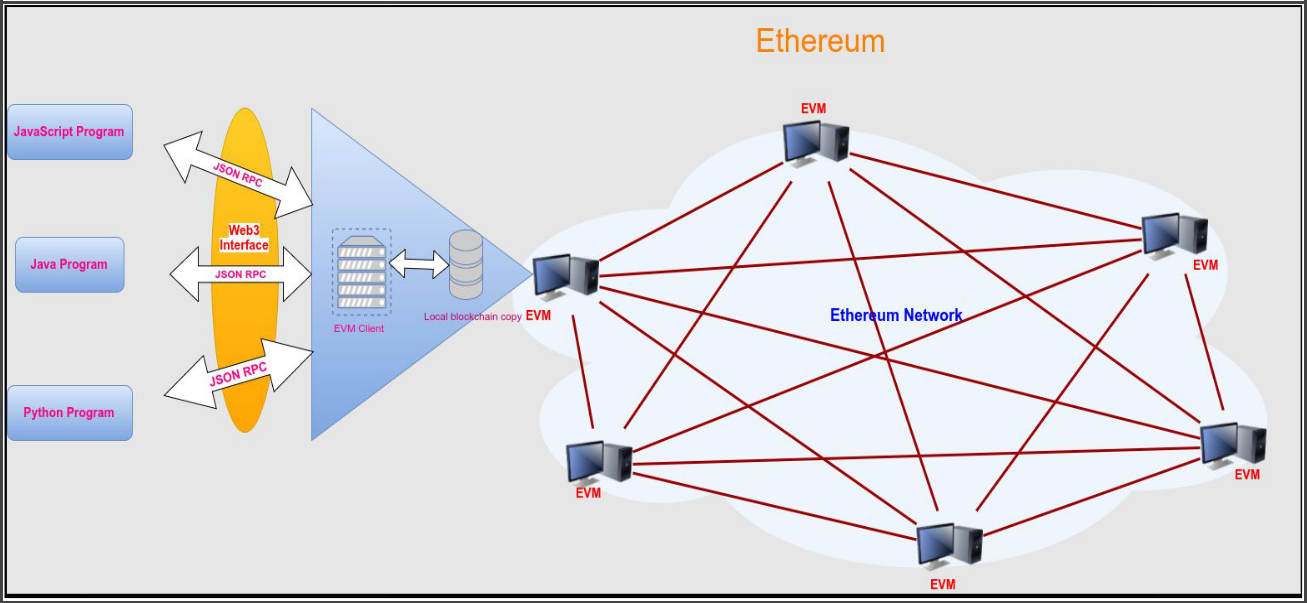 Ethereum
JavaScript Program
Java Program
Python Program
JSON RPC
Web3
Interface
JSON RPC
JSON RPC
EVM Client
Local blockchain copy
EVM
EVM
EVM
Ethereum Network
EVM
EVM
EVM